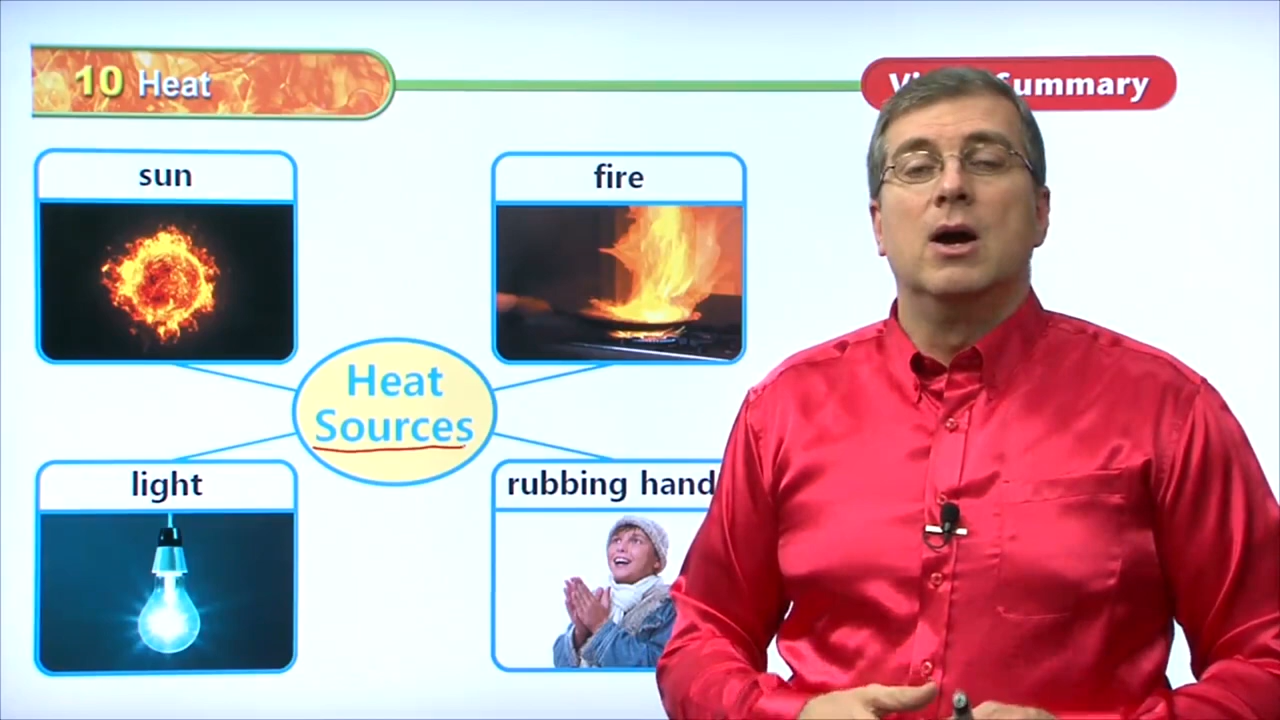 10 Heat
Summary
sun
fire
Heat
Sources
light
rubbing hand